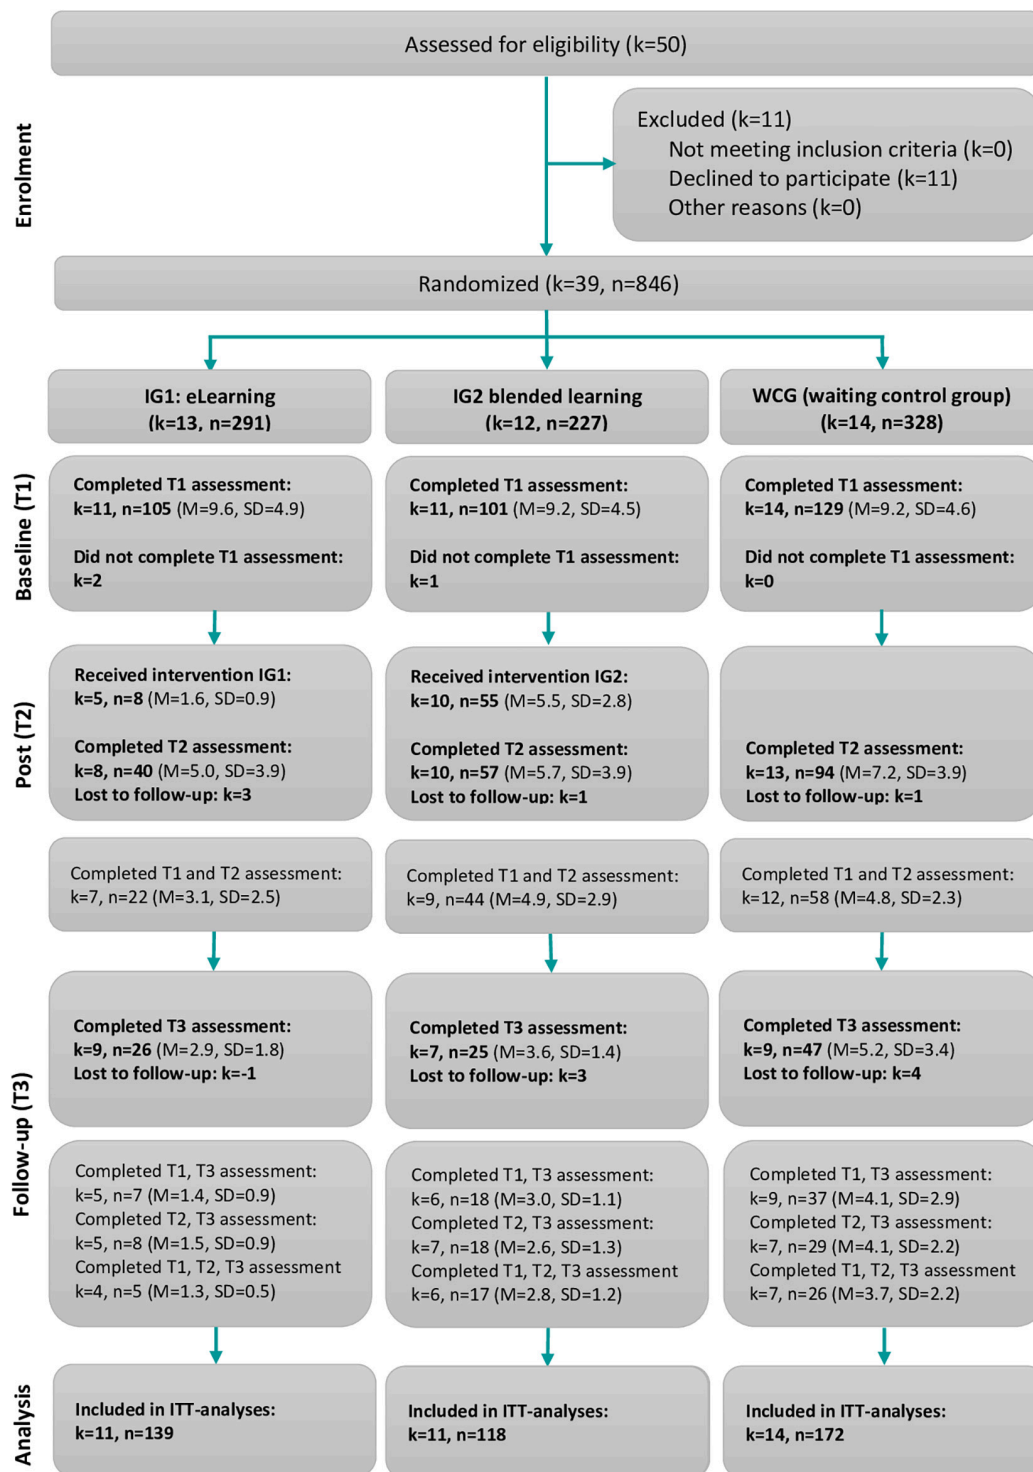 Assessed for eligibility (k=50)
Enrolment
Excluded (k=11)
Not meeting inclusion criteria (k=0)
Declined to participate (k=11)
Other reasons (k=0)
Randomized (k=39, n=846)
IG1: eLearning
(k=13, n=291)
IG2 blended learning
(k=12, n=227)
WCG (waiting control group)
(k=14, n=328)
Baseline (T1)
Completed T1 assessment:
k=11, n=105 (M=9.6, SD=4.9)
Did not complete T1 assessment:
k=2
Completed T1 assessment:
k=11, n=101 (M=9.2, SD=4.5)
Did not complete T1 assessment:
k=1
Completed T1 assessment:
k=14, n=129 (M=9.2, SD=4.6)
Did not complete T1 assessment:
k=0
Post (T2)
Received intervention IG1:
k=5, n=8 (M=1.6, SD=0.9)
Completed T2 assessment:
k=8, n=40 (M=5.0, SD=3.9)
Lost to follow-up: k=3
Received intervention IG2:
k=10, n=55 (M=5.5, SD=2.8)
Completed T2 assessment:
k=10, n=57 (M=5.7, SD=3.9)
Lost to follow-up: k=1
Completed T2 assessment:
k=13, n=94 (M=7.2, SD=3.9)
Lost to follow-up: k=1
Completed T1 and T2 assessment:
k=7, n=22 (M=3.1, SD=2.5)
Completed T1 and T2 assessment:
k=9, n=44 (M=4.9, SD=2.9)
Completed T1 and T2 assessment:
k=12, n=58 (M=4.8, SD=2.3)
Follow-up (T3)
Completed T3 assessment:
k=9, n=26 (M=2.9, SD=1.8)
Lost to follow-up: k=-1
Completed T3 assessment:
k=7, n=25 (M=3.6, SD=1.4)
Lost to follow-up: k=3
Completed T3 assessment:
k=9, n=47 (M=5.2, SD=3.4)
Lost to follow-up: k=4
Completed T1, T3 assessment:
k=5, n=7 (M=1.4, SD=0.9)
Completed T2, T3 assessment:
k=5, n=8 (M=1.5, SD=0.9)
Completed T1, T2, T3 assessment
k=4, n=5 (M=1.3, SD=0.5)
Completed T1, T3 assessment:
k=6, n=18 (M=3.0, SD=1.1)
Completed T2, T3 assessment:
k=7, n=18 (M=2.6, SD=1.3)
Completed T1, T2, T3 assessment
k=6, n=17 (M=2.8, SD=1.2)
Completed T1, T3 assessment:
k=9, n=37 (M=4.1, SD=2.9)
Completed T2, T3 assessment:
k=7, n=29 (M=4.1, SD=2.2)
Completed T1, T2, T3 assessment
k=7, n=26 (M=3.7, SD=2.2)
Analysis
Included in ITT-analyses:
k=11, n=139
Included in ITT-analyses:
k=11, n=118
Included in ITT-analyses:
k=14, n=172